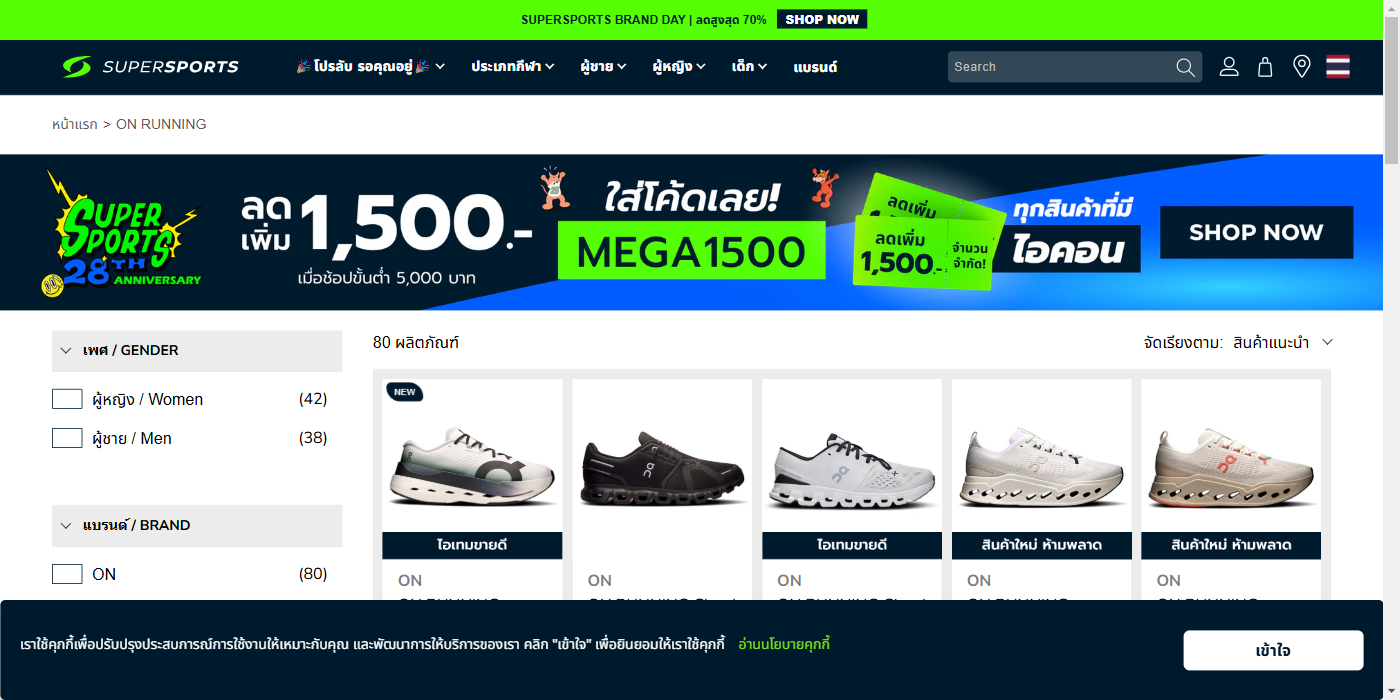 SUPERSPORTS BRAND DAY | ลดสูงสุด 70% SHOP NOW
SUPERSPORTS
โปรลับ รอคุณอยู่ ประเภทกีฬา ผู้ชาย ผู้หญิง เด็ก แบรนด์
Search
หน้าแรก > ON RUNNING
SUPER SPORTS 28TH ANNIVERSARY
ลดเพิ่ม 1,500.-
เมื่อช้อปขั้นต่ำ 5,000 บาท
ใส่โค้ดเลย!
MEGA1500
ลดเพิ่ม
ลดเพิ่ม 1,500.-
จำนวนจำกัด!
ทุกสินค้าที่มี
ไอคอน
SHOP NOW
เพศ / GENDER
ผู้หญิง / Women (42)
ผู้ชาย / Men (38)
แบรนด์ / BRAND
ON (80)
80 ผลิตภัณฑ์
จัดเรียงตาม: สินค้าแนะนำ
NEW
ไอเทมขายดี ไอเทมขายดี สินค้าใหม่ ห้ามพลาด สินค้าใหม่ ห้ามพลาด
ON ON ON ON ON
เราใช้คุกกี้เพื่อปรับปรุงประสบการณ์การใช้งานให้เหมาะกับคุณ และพัฒนาการให้บริการของเรา คลิก "เข้าใจ" เพื่อยินยอมให้เราใช้คุกกี้ อ่านนโยบายคุกกี้
เข้าใจ